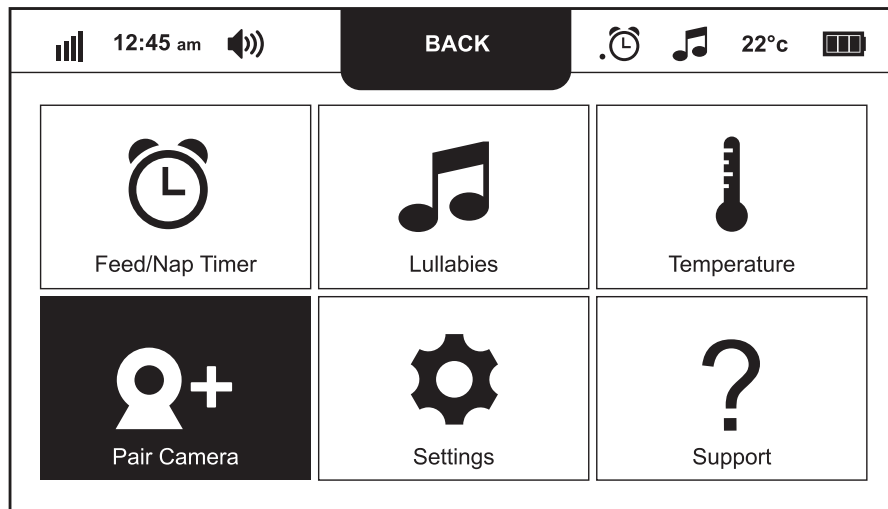 12:45 am BACK 22°c
Feed/Nap Timer Lullabies Temperature
Pair Camera Settings Support